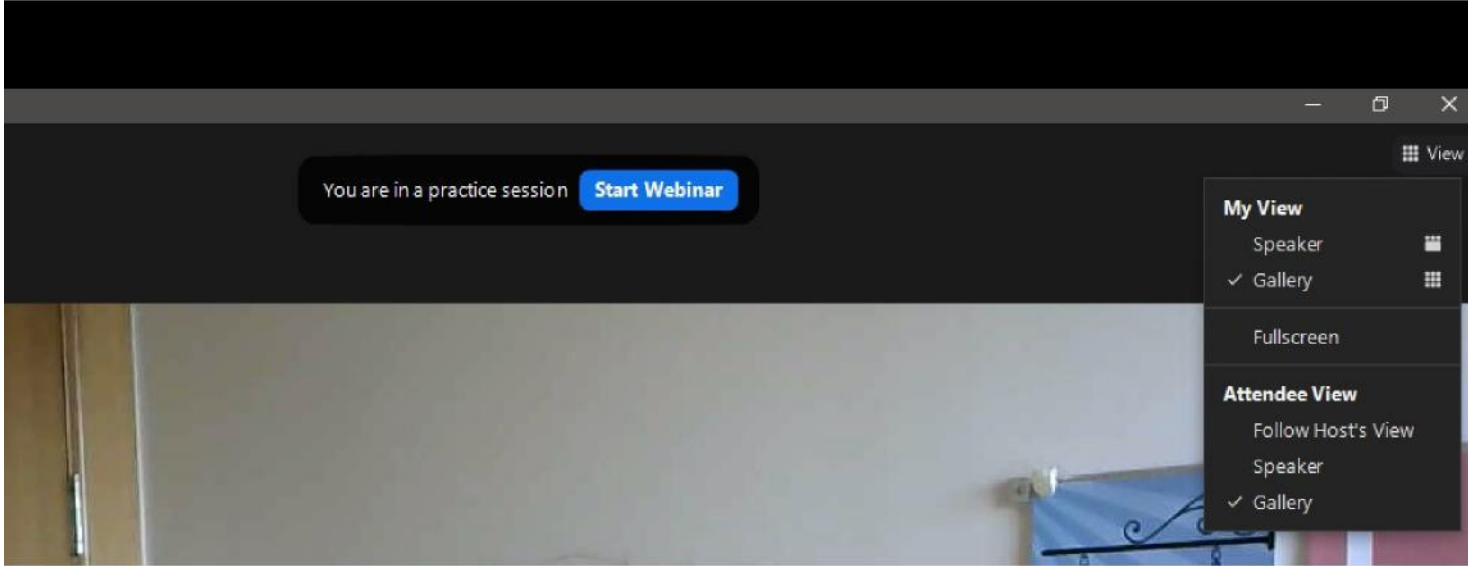 View
You are in a practice session Start Webinar
My View
Speaker
Gallery
Fullscreen
Attendee View
Follow Host's View
Speaker
Gallery